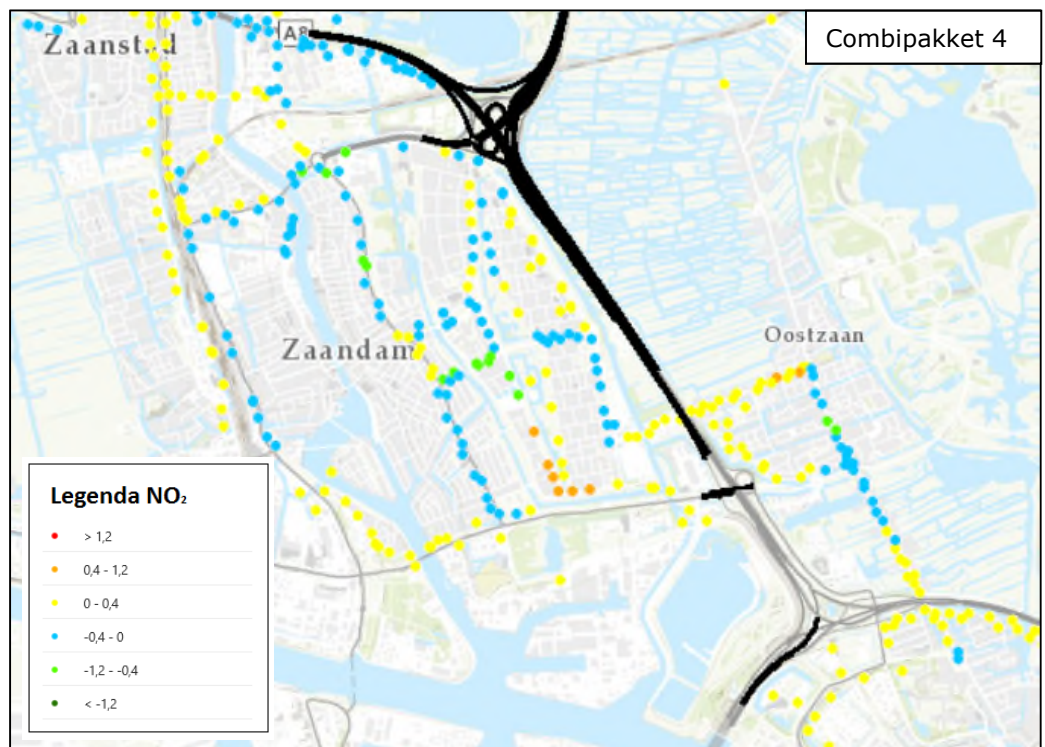 Combipakket 4
A8
Zaanst d
Oostzaan
Zaandam
Legenda NO₂
> 1,2
0,4 - 1,2
0 - 0,4
-0,4 - 0
-1,2 - -0,4
< -1,2